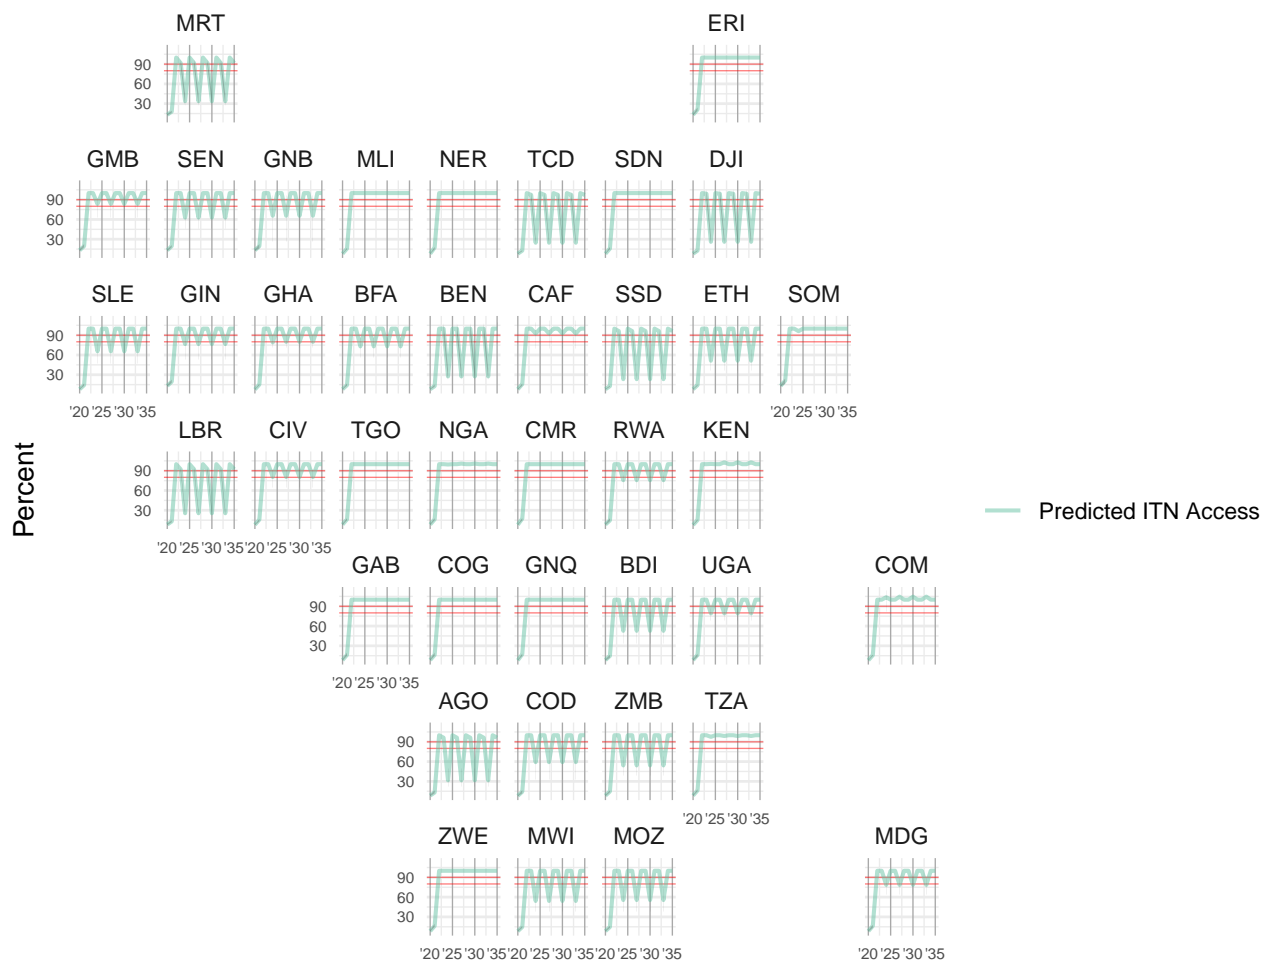 MRT ERI
90
60
30
GMB SEN GNB MLI NER TCD SDN DJI
90
60
30
SLE GIN GHA BFA BEN CAF SSD ETH SOM
90
60
30
'20 '25 '30 '35
LBR CIV TGO NGA CMR RWA KEN
90
60
30
'20 '25 '30 '35 '20 '25 '30 '35
GAB COG GNQ BDI UGA COM
90
60
30
'20 '25 '30 '35
AGO COD ZMB TZA
90
60
30
'20 '25 '30 '35
ZWE MWI MOZ MDG
90
60
30
'20 '25 '30 '35 '20 '25 '30 '35 '20 '25 '30 '35 '20 '25 '30 '35
Percent
Predicted ITN Access